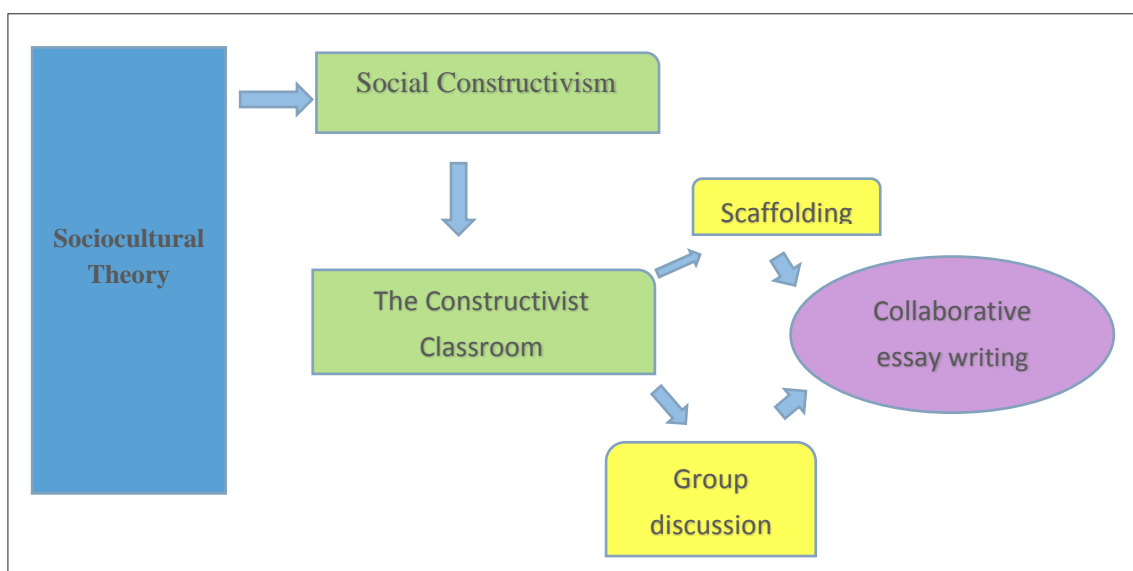 Sociocultural
Theory
Social Constructivism
The Constructivist
Classroom
Scaffolding
Group
discussion
Collaborative
essay writing